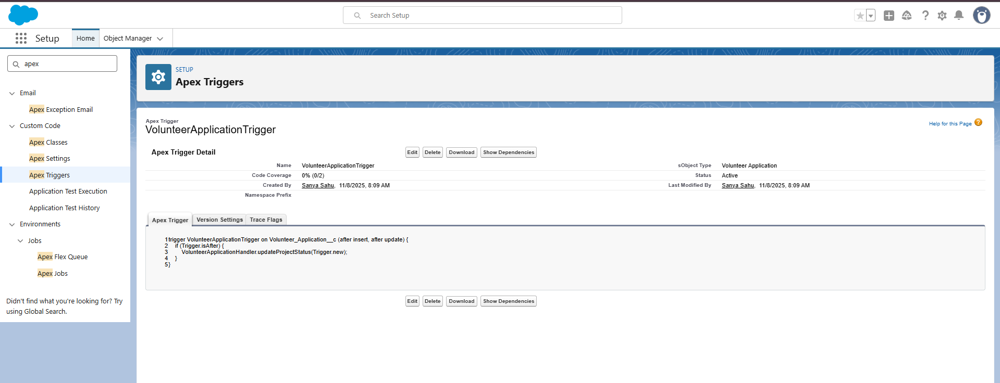 Search Setup
Setup
Home
Object Manager
apex
Email
Apex Exception Email
Custom Code
Apex Classes
Apex Settings
Apex Triggers
Application Test Execution
Application Test History
Environments
Jobs
Apex Flex Queue
Apex Jobs
Didn't find what you're looking for? Try
using Global Search.
SETUP
Apex Triggers
Apex Trigger
VolunteerApplicationTrigger
Help for this Page ?
Apex Trigger Detail
Edit Delete Download Show Dependencies
Name VolunteerApplicationTrigger sObject Type Volunteer Application
Code Coverage 0% (0/2) Status Active
Created By Sanya Sahu, 11/8/2025, 8:09 AM Last Modified By Sanya Sahu, 11/8/2025, 8:09 AM
Namespace Prefix
Apex Trigger Version Settings Trace Flags
1 trigger VolunteerApplicationTrigger on Volunteer_Application__c (after insert, after update) {
2 if (Trigger.isAfter) {
3 VolunteerApplicationHandler.updateProjectStatus(Trigger.new);
4 }
5 }
Edit Delete Download Show Dependencies